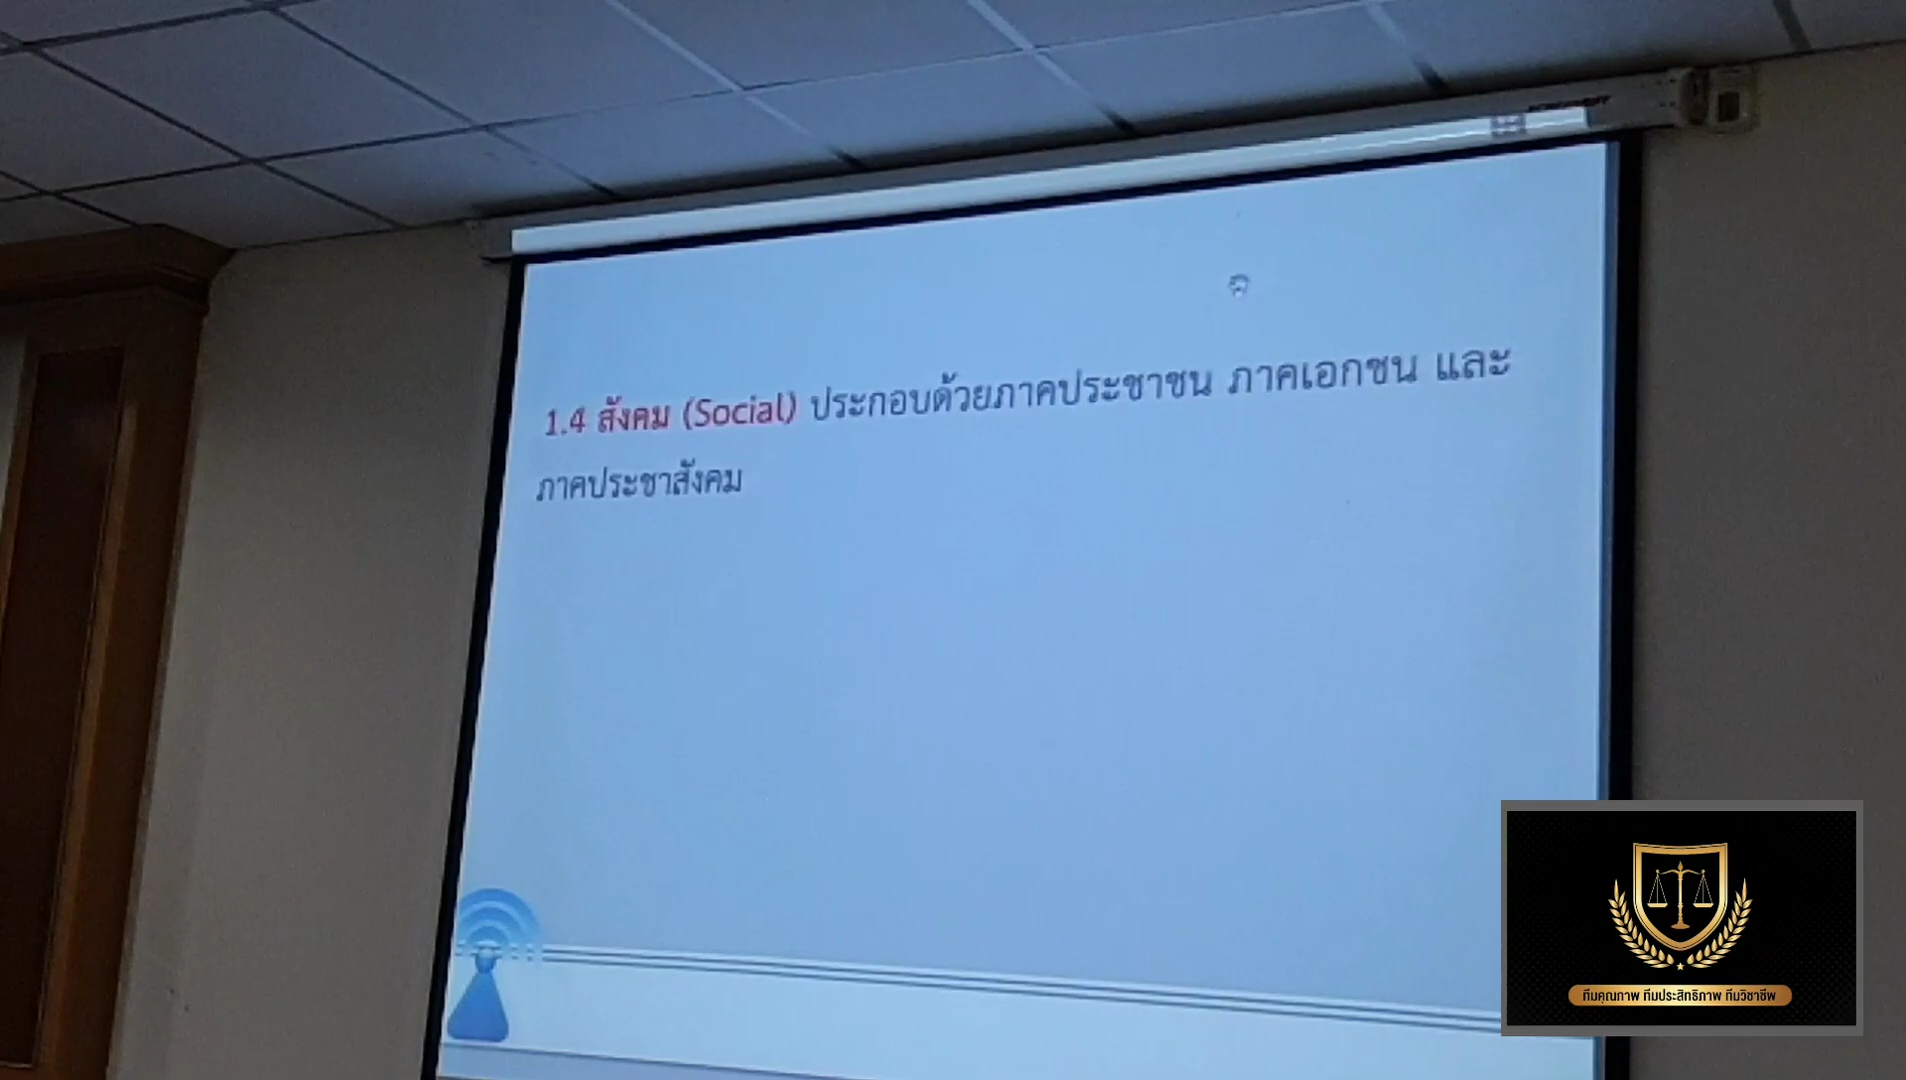 1.4 สังคม (Social) ประกอบด้วยภาคประชาชน ภาคเอกชน และ
ภาคประชาสังคม
ทีมคุณภาพ ทีมประสิทธิภาพ ทีมวิชาชีพ